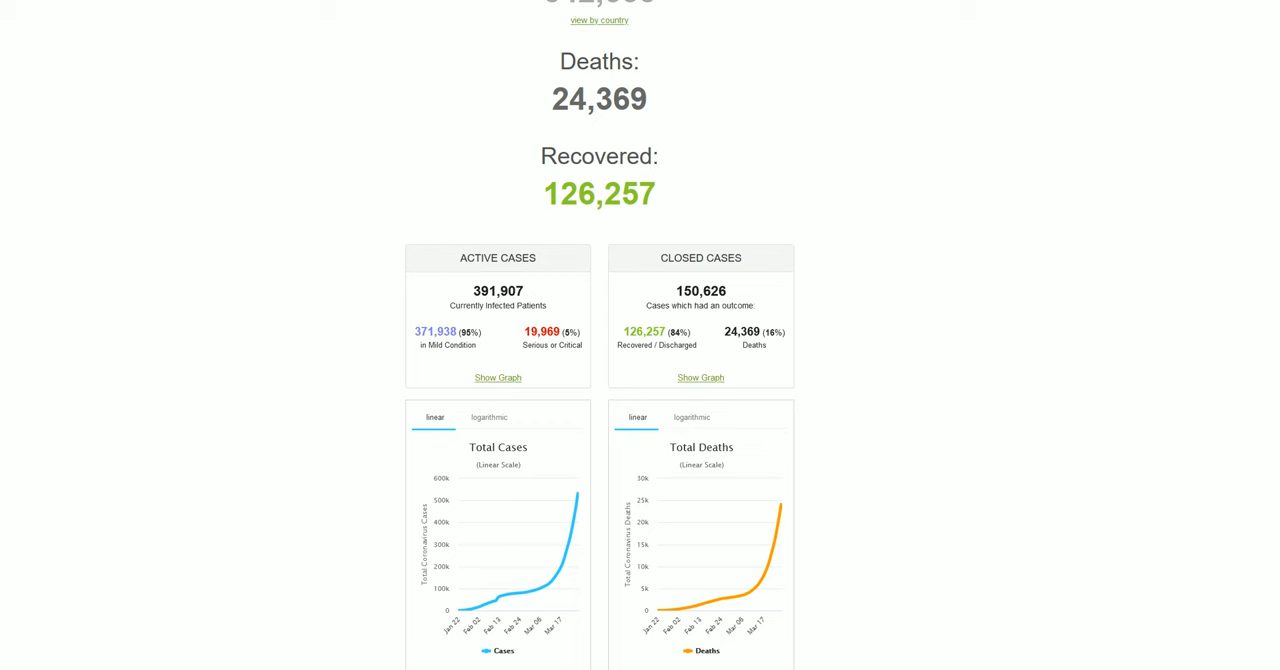 view by country
Deaths:
24,369
Recovered:
126,257
ACTIVE CASES
391,907
Currently Infected Patients
371,938 (95%)
in Mild Condition
19,969 (5%)
Serious or Critical
Show Graph
CLOSED CASES
150,626
Cases which had an outcome:
126,257 (84%)
Recovered / Discharged
24,369 (16%)
Deaths
Show Graph
linear logarithmic
Total Cases
(Linear Scale)
Total Coronavirus Cases
600k
500k
400k
300k
200k
100k
0
Jan 22 Feb 02 Feb 13 Feb 24 Mar 06 Mar 17
Cases
linear logarithmic
Total Deaths
(Linear Scale)
Total Coronavirus Deaths
30k
25k
20k
15k
10k
5k
0
Jan 22 Feb 02 Feb 13 Feb 24 Mar 06 Mar 17
Deaths